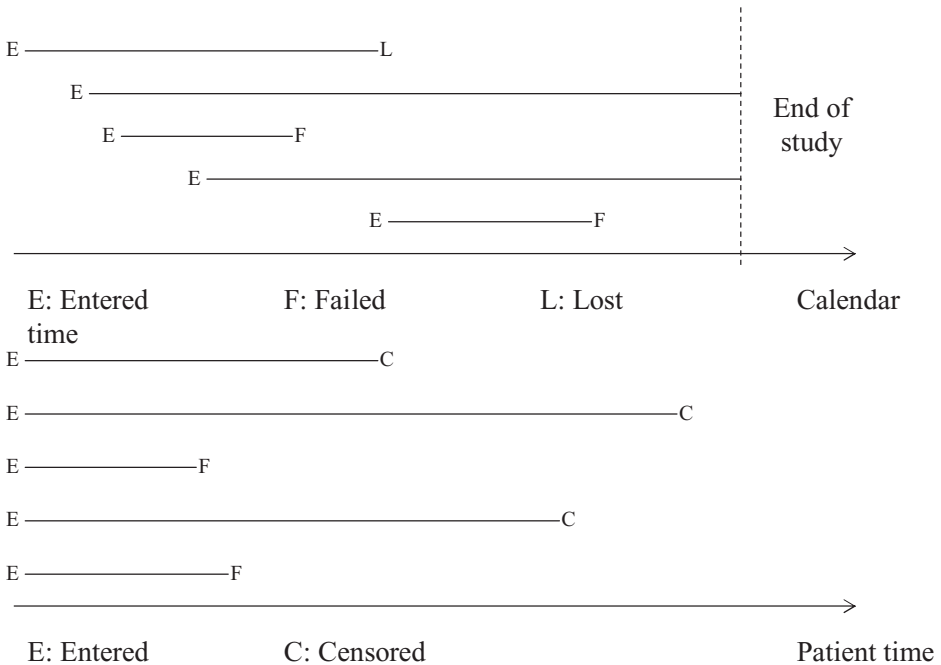 E L
E
End of
study
E F
E
E F
E: Entered F: Failed L: Lost Calendar
time
E C
E C
E F
E C
E F
E: Entered C: Censored Patient time